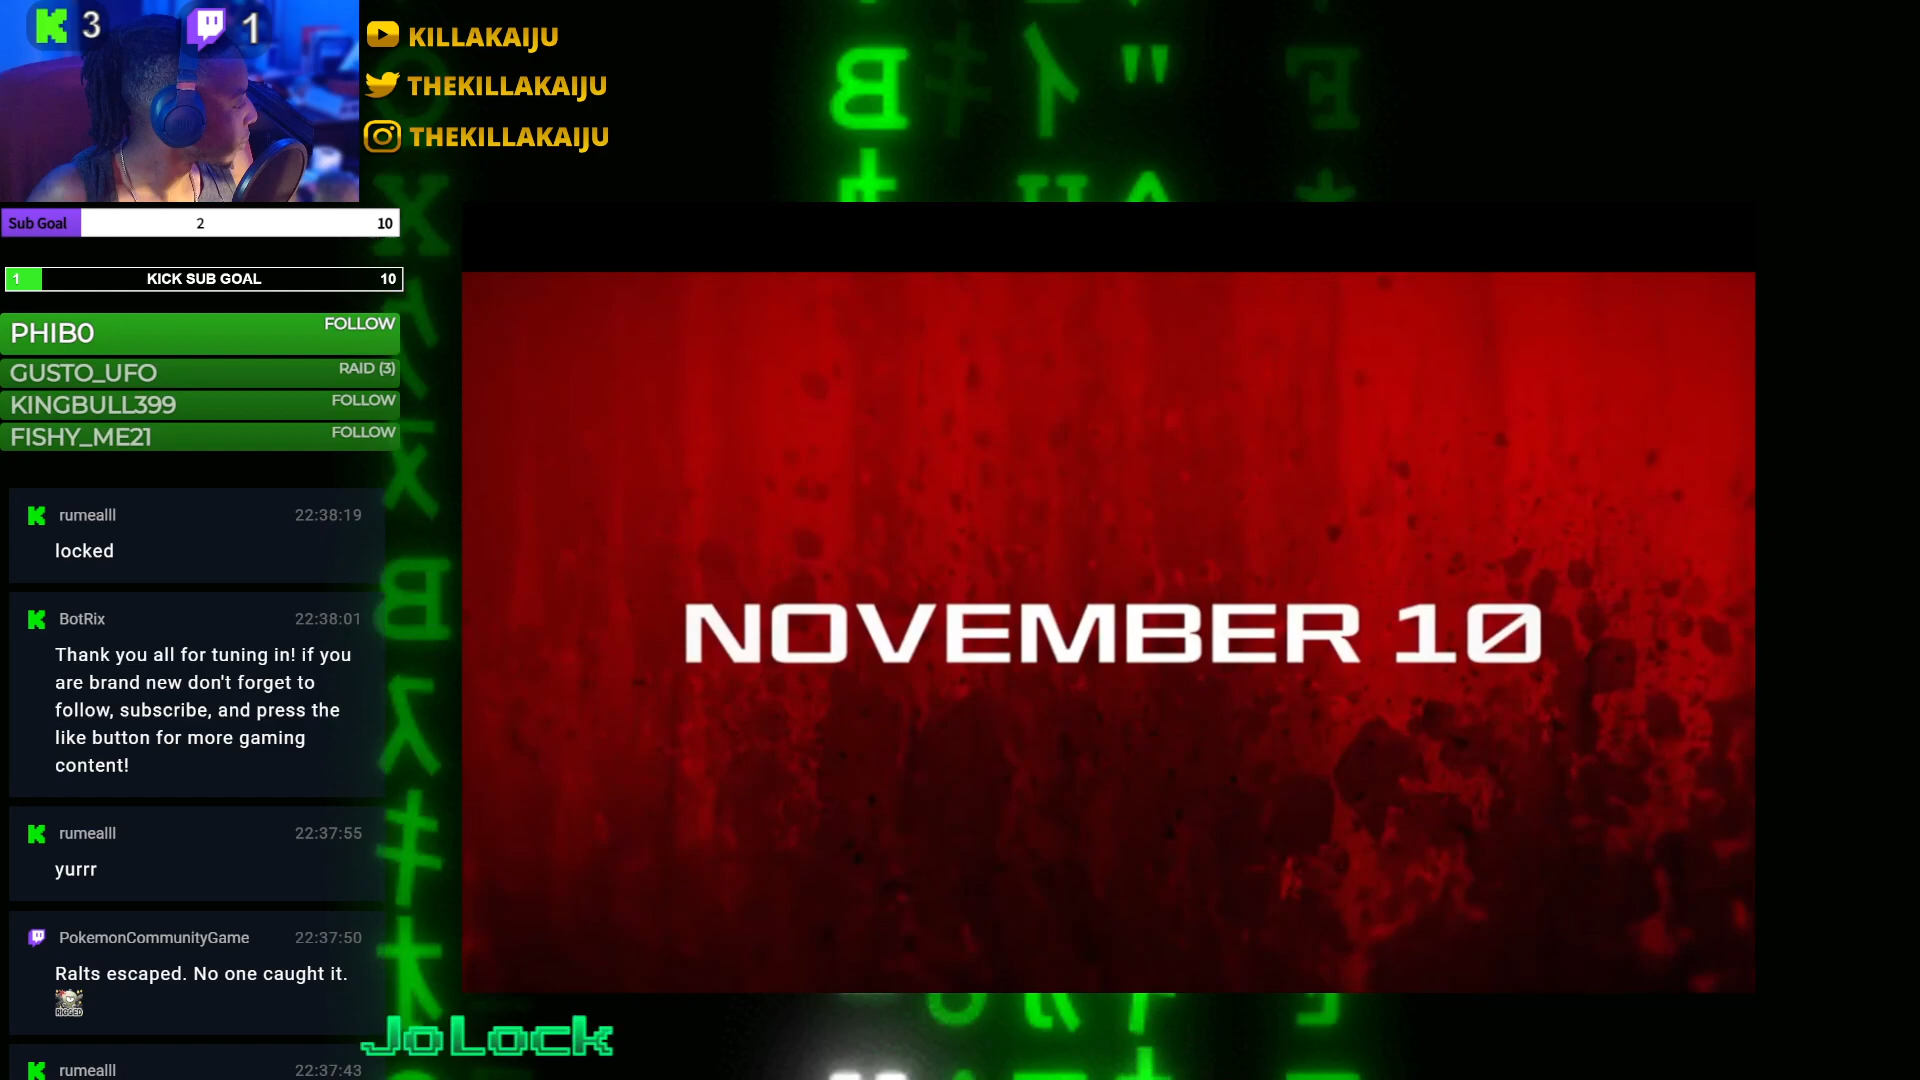 3
1
KILLAKAIJU
THEKILLAKAIJU
THEKILLAKAIJU
Sub Goal 2 10
1 KICK SUB GOAL 10
PHIB0 FOLLOW
GUSTO_UFO RAID (3)
KINGBULL399 FOLLOW
FISHY_ME21 FOLLOW
rumealll 22:38:19
locked
BotRix 22:38:01
Thank you all for tuning in! if you
are brand new don't forget to
follow, subscribe, and press the
like button for more gaming
content!
rumealll 22:37:55
yurrr
PokemonCommunityGame 22:37:50
Ralts escaped. No one caught it.
RIGGED
rumealll 22:37:43
NOVEMBER 10
JoLock